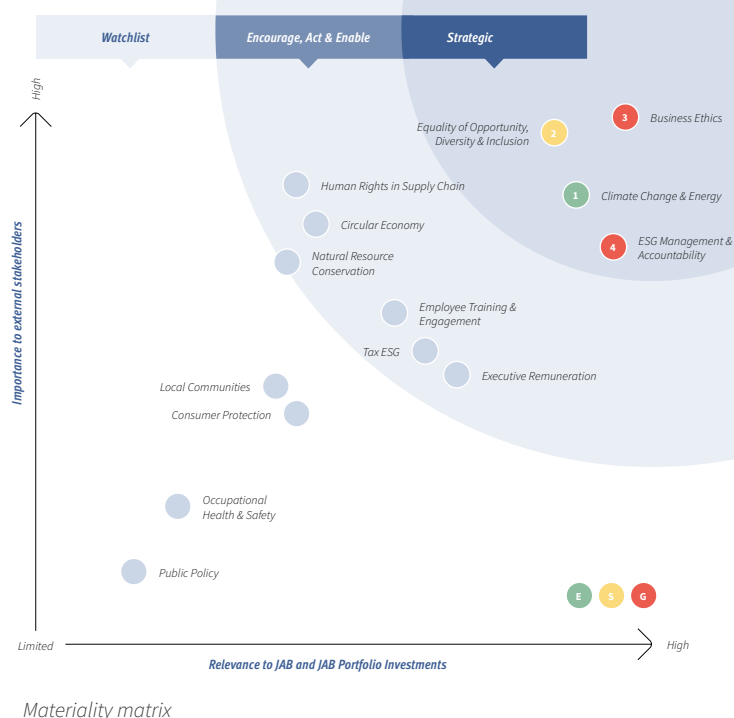 Watchlist
Encourage, Act & Enable
Strategic
High
Importance to external stakeholders
3
Business Ethics
Equality of Opportunity,
Diversity & Inclusion
2
Human Rights in Supply Chain
1
Climate Change & Energy
Circular Economy
4
ESG Management &
Accountability
Natural Resource
Conservation
Employee Training &
Engagement
Tax ESG
Executive Remuneration
Local Communities
Consumer Protection
Occupational
Health & Safety
Public Policy
E
S
G
Limited
High
Relevance to JAB and JAB Portfolio Investments
Materiality matrix